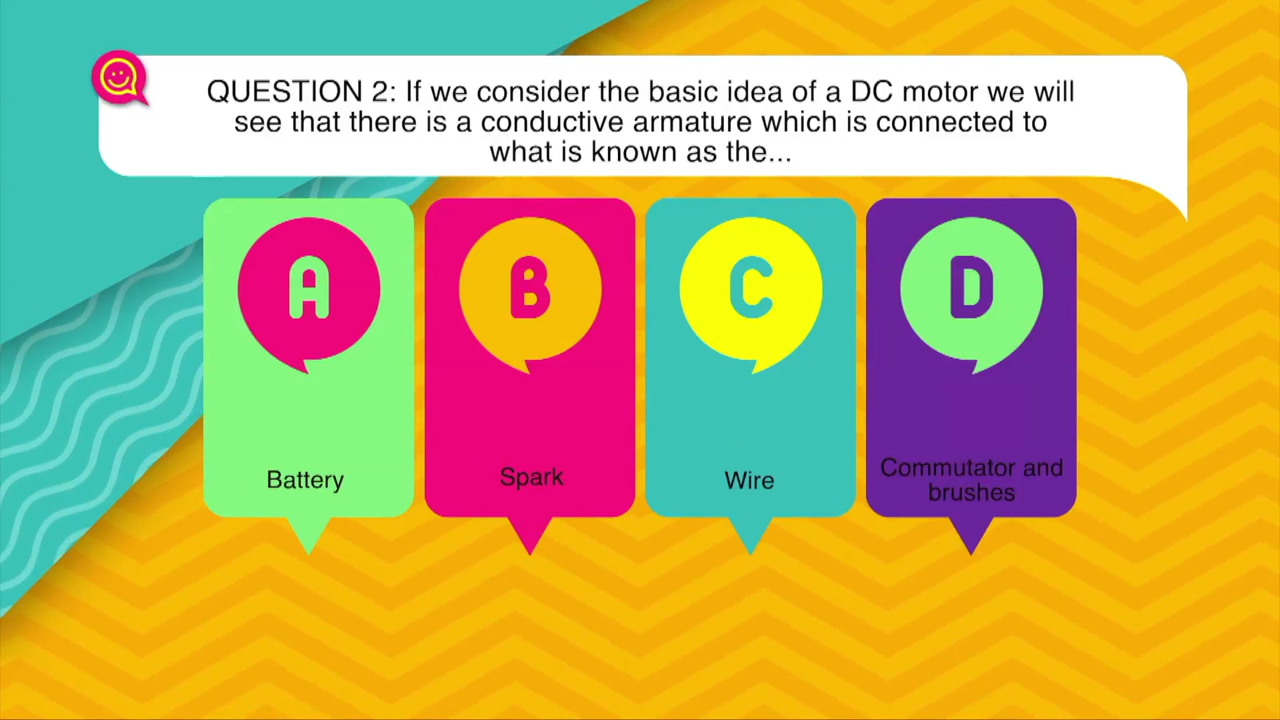 QUESTION 2: If we consider the basic idea of a DC motor we will
see that there is a conductive armature which is connected to
what is known as the...
A
B
C
D
Battery
Spark
Wire
Commutator and
brushes